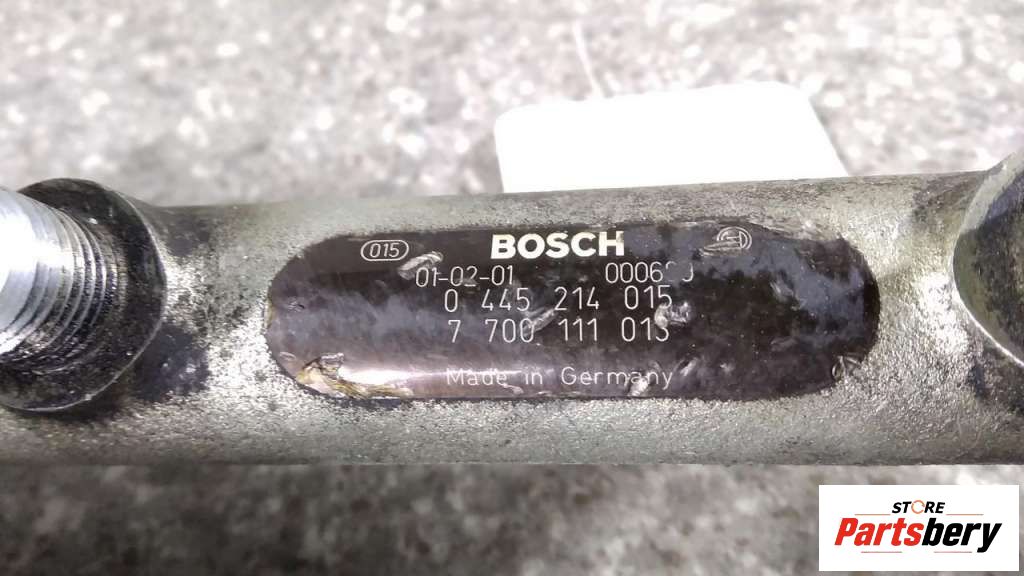 015 BOSCH
01-02-01
0 445 214 015
7 700 111 013
Made in Germany
STORE
Partsbery